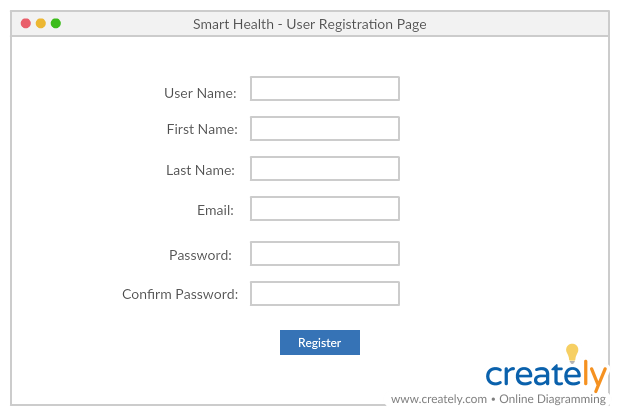 Smart Health - User Registration Page
User Name:
First Name:
Last Name:
Email:
Password:
Confirm Password:
Register
creately
www.creately.com • Online Diagramming